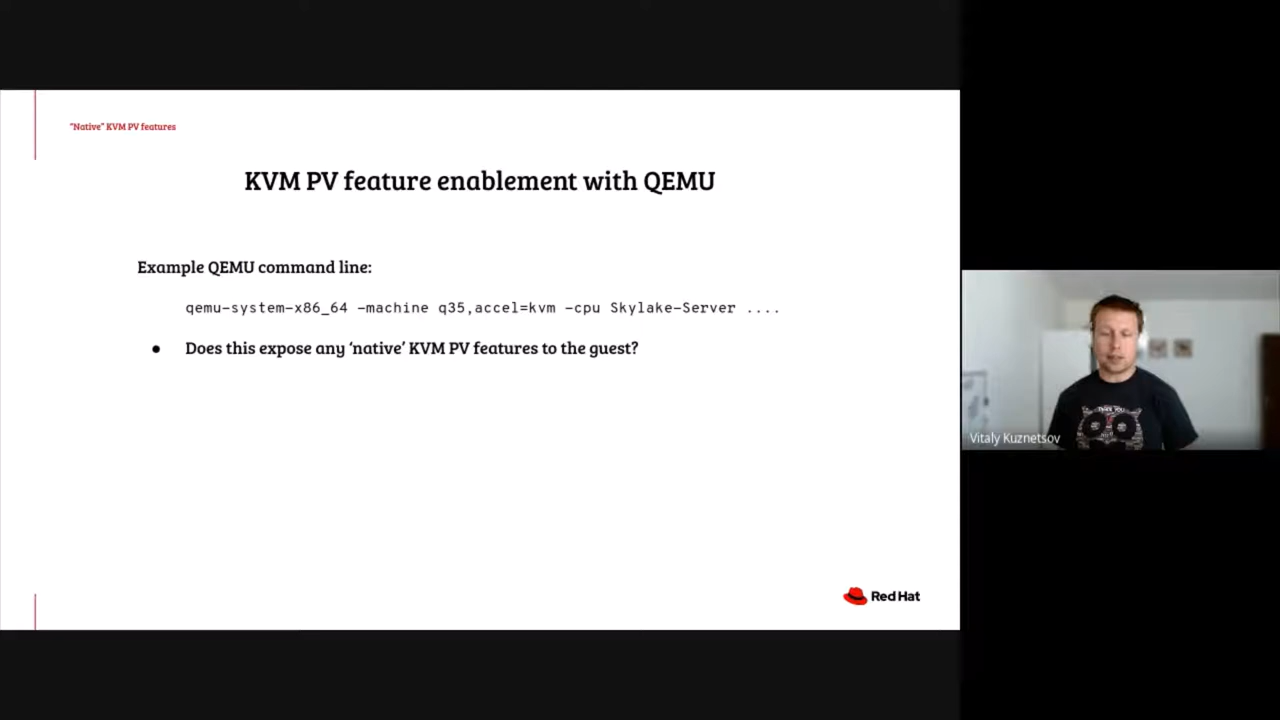 "Native" KVM PV features
KVM PV feature enablement with QEMU
Example QEMU command line:
qemu-system-x86_64 -machine q35,accel=kvm -cpu Skylake-Server ....
● Does this expose any ‘native’ KVM PV features to the guest?
Red Hat
Vitaly Kuznetsov
THANK YOU